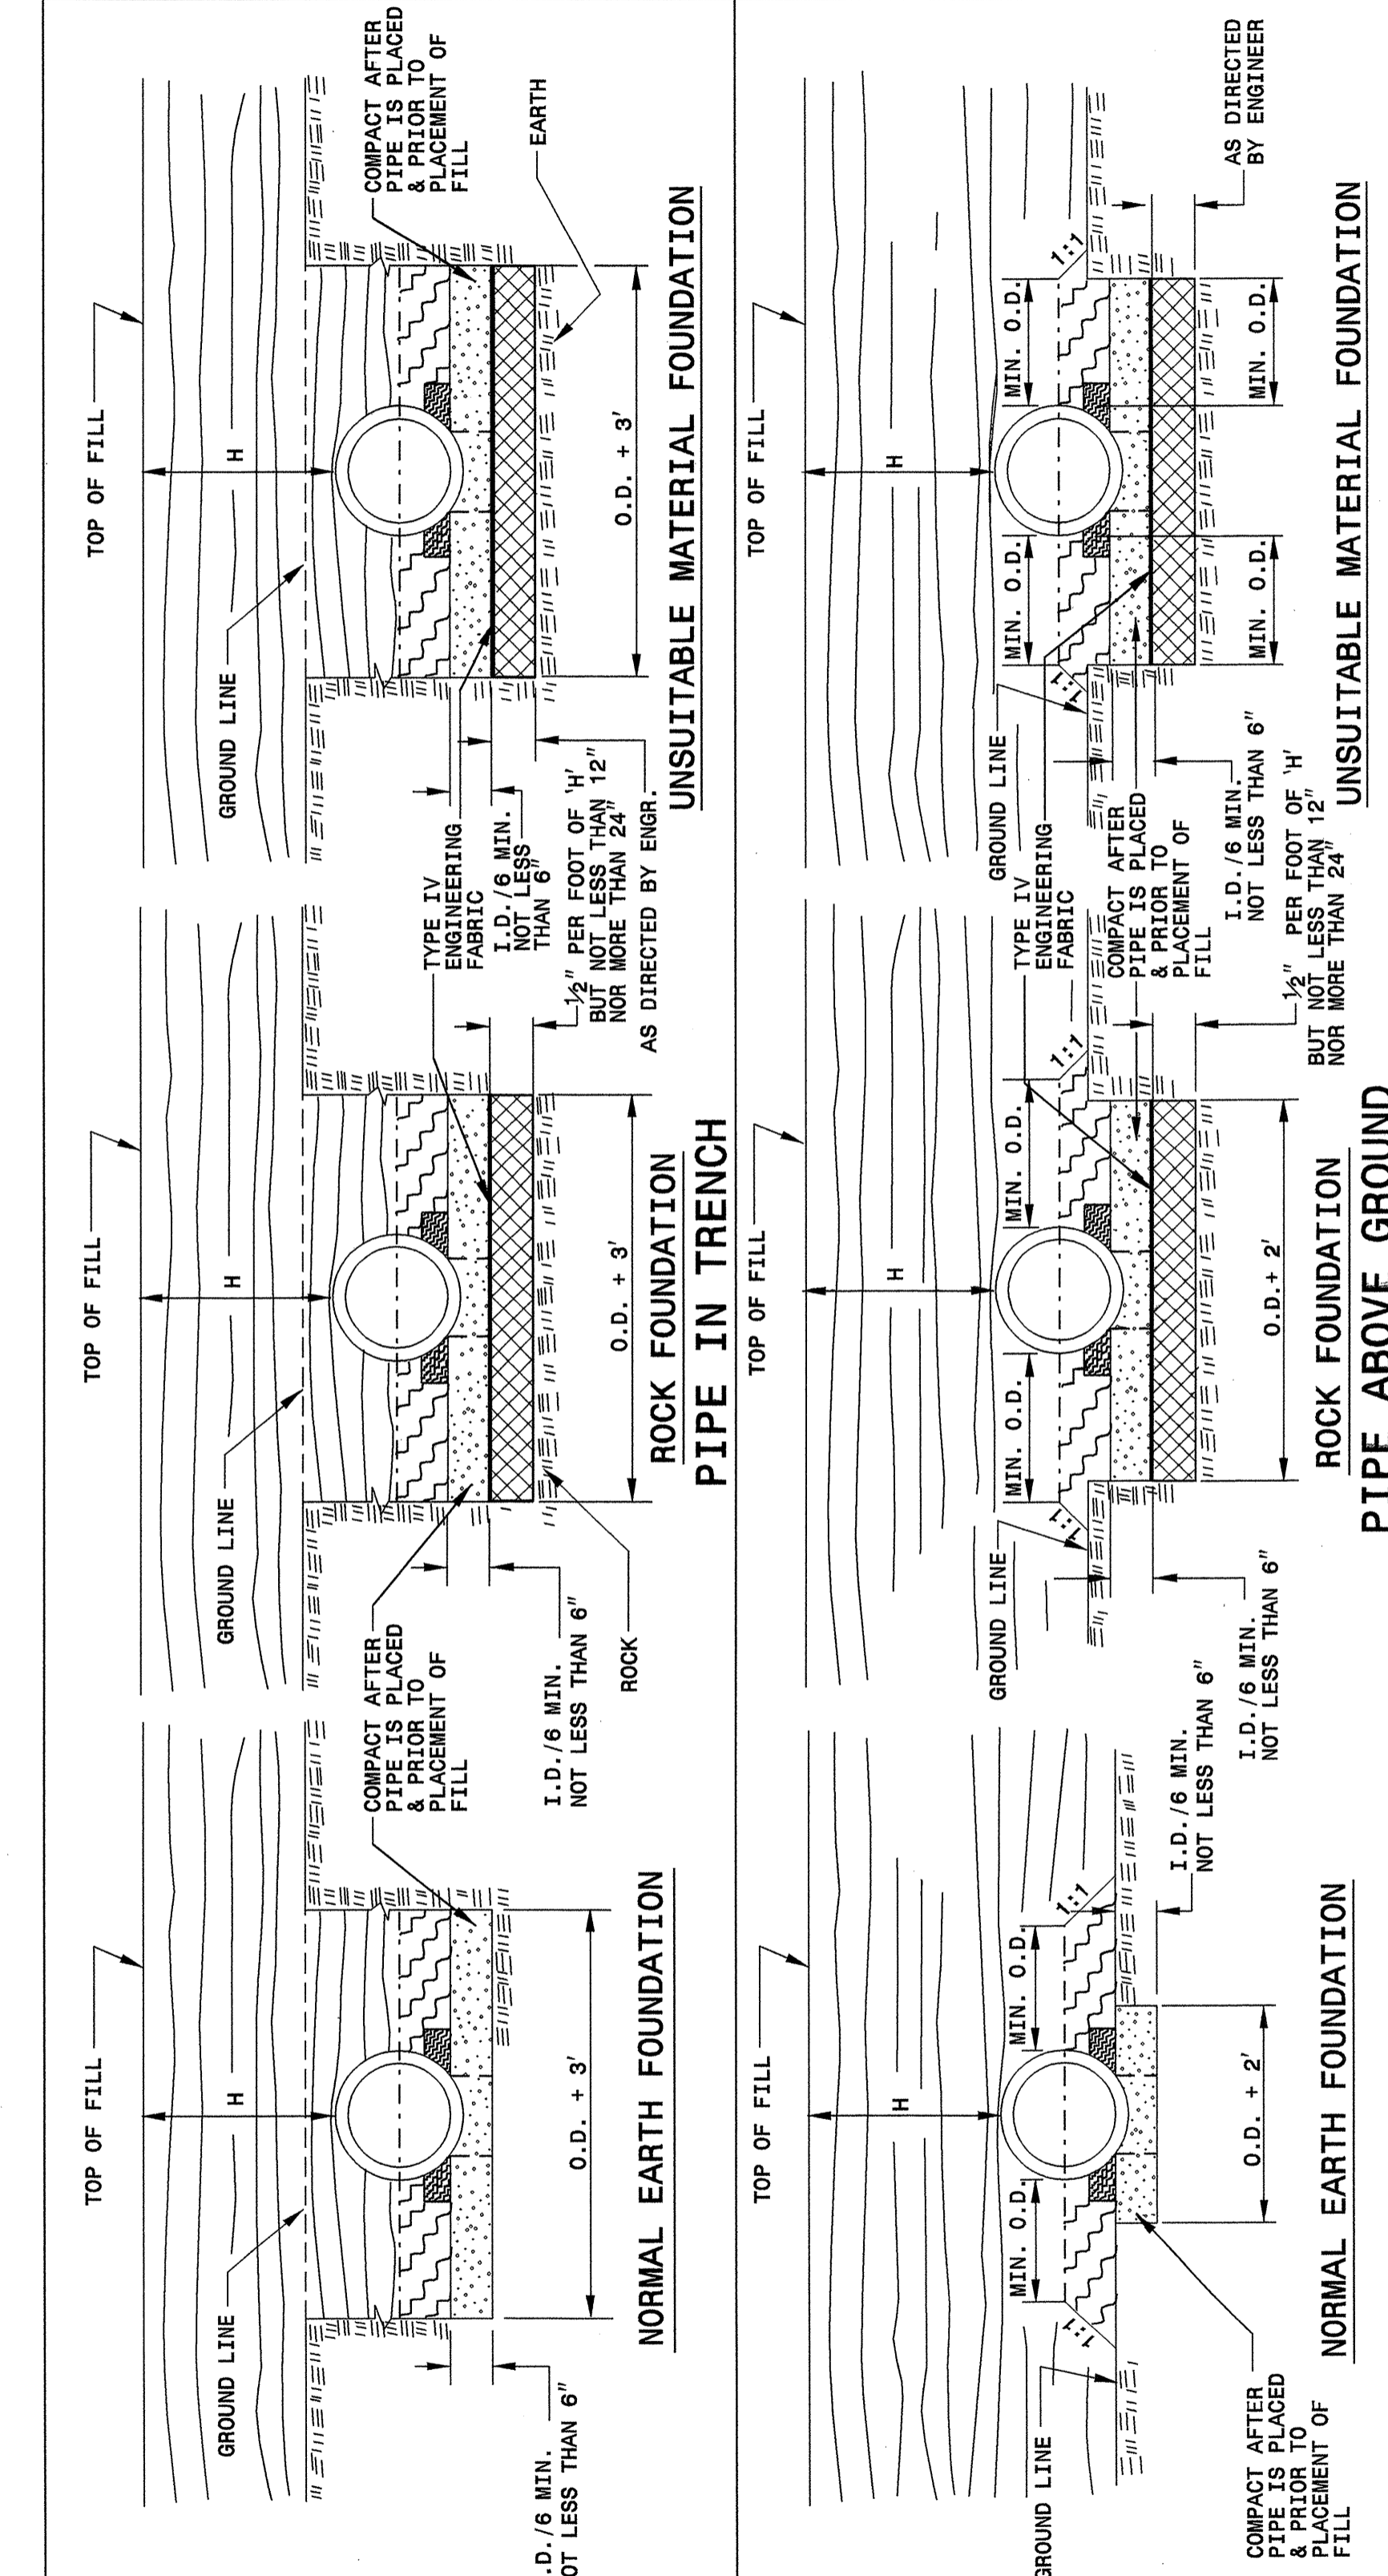 TOP OF FILL
GROUND LINE
H
.D./6 MIN.
OT LESS THAN 6"
O.D. + 3'
NORMAL EARTH FOUNDATION
COMPACT AFTER
PIPE IS PLACED
& PRIOR TO
PLACEMENT OF
FILL
TOP OF FILL
GROUND LINE
H
I.D./6 MIN.
NOT LESS THAN 6"
ROCK
O.D. + 3'
ROCK FOUNDATION
PIPE IN TRENCH
TYPE IV
ENGINEERING
FABRIC
½" PER FOOT OF 'H'
BUT NOT LESS THAN 12"
NOR MORE THAN 24"
TOP OF FILL
GROUND LINE
H
I.D./6 MIN.
NOT LESS
THAN 6"
AS DIRECTED BY ENGR.
O.D. + 3'
COMPACT AFTER
PIPE IS PLACED
& PRIOR TO
PLACEMENT OF
FILL
EARTH
UNSUITABLE MATERIAL FOUNDATION
TOP OF FILL
H
GROUND LINE
MIN. O.D.
MIN. O.D.
1:1
1:1
COMPACT AFTER
PIPE IS PLACED
& PRIOR TO
PLACEMENT OF
FILL
O.D. + 2'
I.D./6 MIN.
NOT LESS THAN 6"
NORMAL EARTH FOUNDATION
TOP OF FILL
H
GROUND LINE
MIN. O.D.
MIN. O.D.
1:1
1:1
I.D./6 MIN.
NOT LESS THAN 6"
O.D.+ 2'
ROCK FOUNDATION
PIPE ABOVE GROUND
TYPE IV
ENGINEERING
FABRIC
COMPACT AFTER
PIPE IS PLACED
& PRIOR TO
PLACEMENT OF
FILL
½" PER FOOT OF 'H'
BUT NOT LESS THAN 12"
NOR MORE THAN 24"
TOP OF FILL
H
GROUND LINE
MIN. O.D.
MIN. O.D.
1:1
1:1
I.D./6 MIN.
NOT LESS THAN 6"
MIN. O.D.
MIN. O.D.
AS DIRECTED
BY ENGINEER
UNSUITABLE MATERIAL FOUNDATION